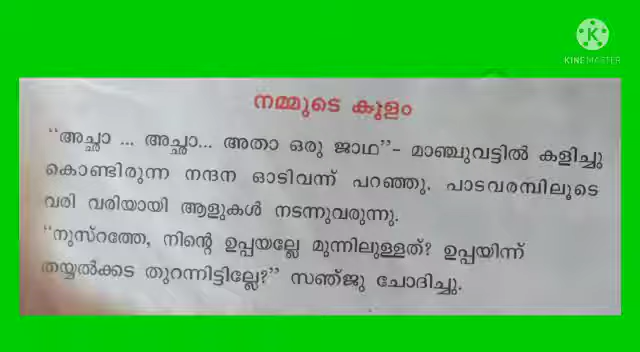 KINEMASTER
നമ്മുടെ കുളം
“അച്ഛാ ... അച്ഛാ... അതാ ഒരു ജാഥ”- മാഞ്ചുവട്ടിൽ കളിച്ചു
കൊണ്ടിരുന്ന നന്ദന ഓടിവന്ന് പറഞ്ഞു. പാടവരമ്പിലൂടെ
വരി വരിയായി ആളുകൾ നടന്നുവരുന്നു.
“നുസ്റത്തേ, നിന്റെ ഉപ്പയല്ലേ മുന്നിലുള്ളത്? ഉപ്പയിന്ന്
തയ്യൽക്കട തുറന്നിട്ടില്ലേ?” സഞ്ജു ചോദിച്ചു.